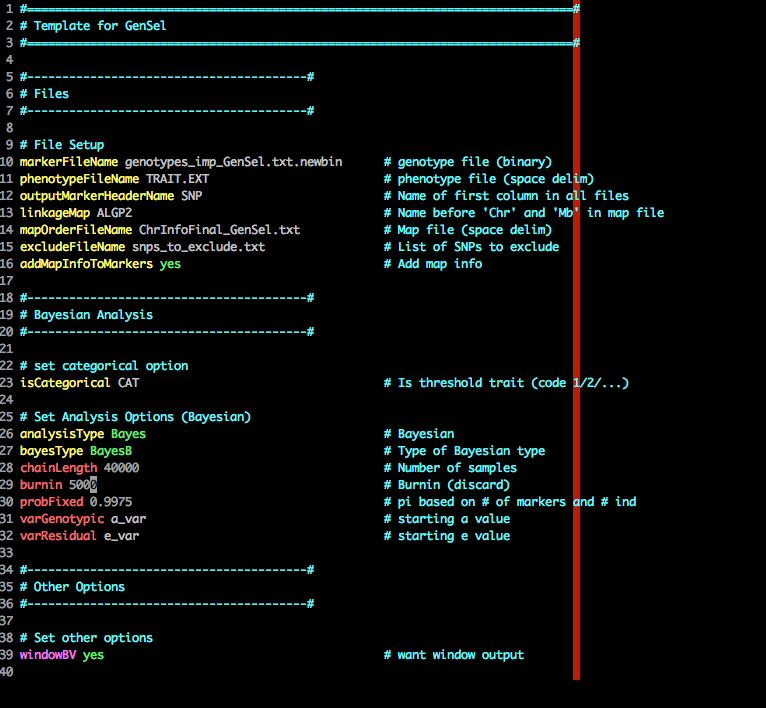 1 #==============================================================================#
2 # Template for GenSel
3 #==============================================================================#
4
5 #----------------------------------------#
6 # Files
7 #----------------------------------------#
8
9 # File Setup
10 markerFileName genotypes_imp_GenSel.txt.newbin # genotype file (binary)
11 phenotypeFileName TRAIT.EXT # phenotype file (space delim)
12 outputMarkerHeaderName SNP # Name of first column in all files
13 linkageMap ALGP2 # Name before 'Chr' and 'Mb' in map file
14 mapOrderFileName ChrInfoFinal_GenSel.txt # Map file (space delim)
15 excludeFileName snps_to_exclude.txt # List of SNPs to exclude
16 addMapInfoToMarkers yes # Add map info
17
18 #----------------------------------------#
19 # Bayesian Analysis
20 #----------------------------------------#
21
22 # set categorical option
23 isCategorical CAT # Is threshold trait (code 1/2/...)
24
25 # Set Analysis Options (Bayesian)
26 analysisType Bayes # Bayesian
27 bayesType BayesB # Type of Bayesian type
28 chainLength 40000 # Number of samples
29 burnin 5000 # Burnin (discard)
30 probFixed 0.9975 # pi based on # of markers and # ind
31 varGenotypic a_var # starting a value
32 varResidual e_var # starting e value
33
34 #----------------------------------------#
35 # Other Options
36 #----------------------------------------#
37
38 # Set other options
39 windowBV yes # want window output
40